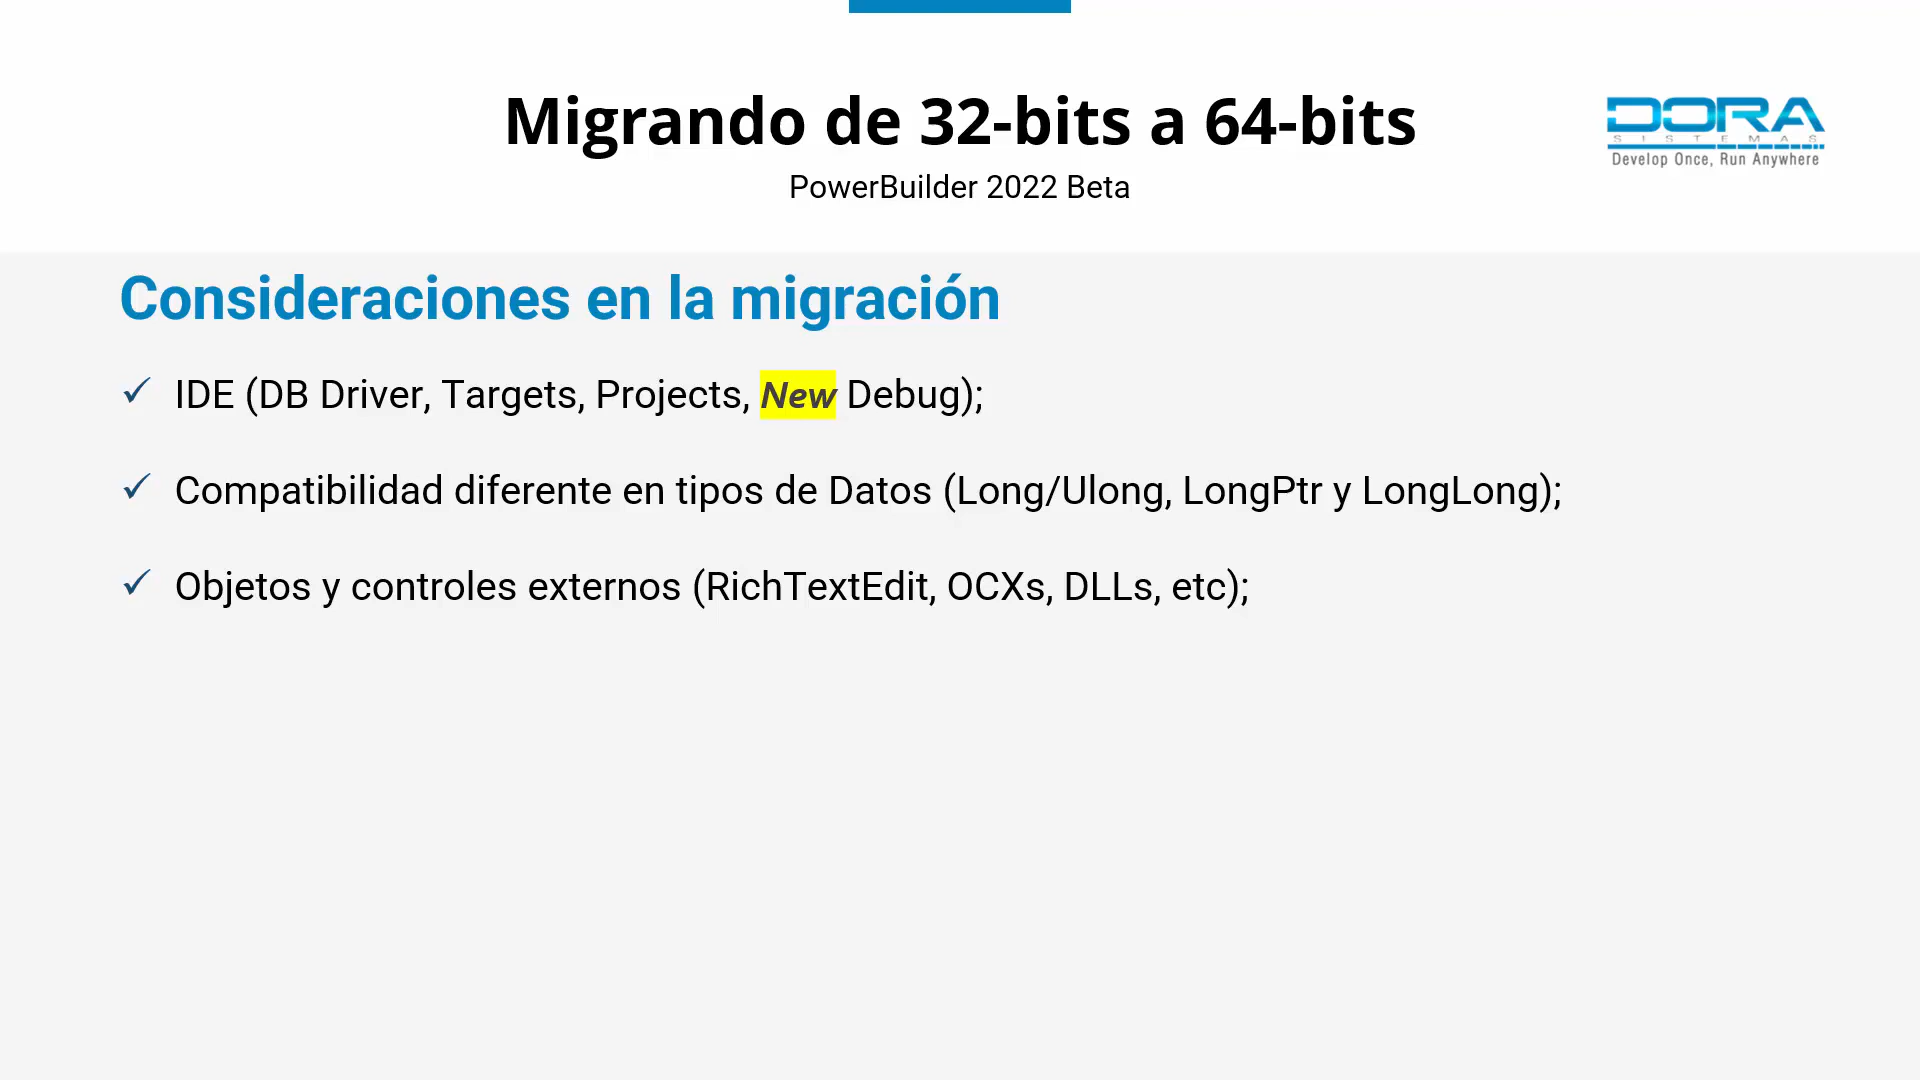 Migrando de 32-bits a 64-bits
PowerBuilder 2022 Beta
DORA
SISTEMAS
Develop Once, Run Anywhere
Consideraciones en la migración
IDE (DB Driver, Targets, Projects, New Debug);
Compatibilidad diferente en tipos de Datos (Long/Ulong, LongPtr y LongLong);
Objetos y controles externos (RichTextEdit, OCXs, DLLs, etc);